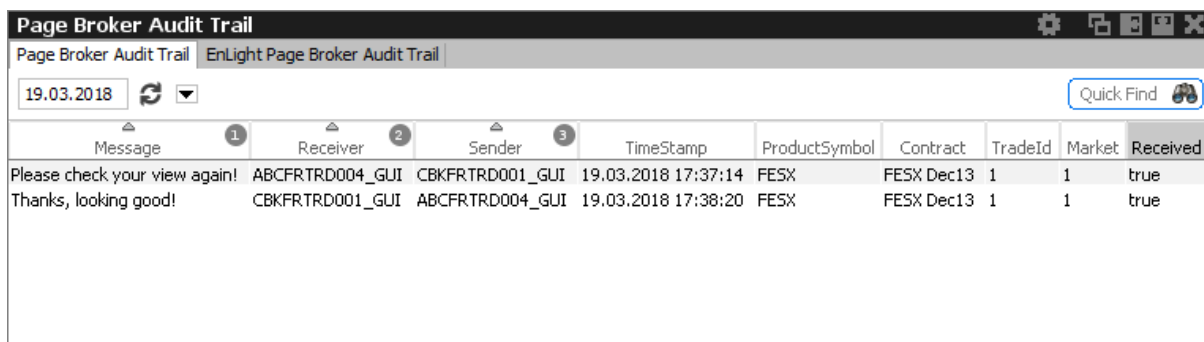 Page Broker Audit Trail
Page Broker Audit Trail EnLight Page Broker Audit Trail
19.03.2018 Quick Find
Message 1 Receiver 2 Sender 3 TimeStamp ProductSymbol Contract TradeId Market Received
Please check your view again! ABCFRTRD004_GUI CBKFRTRD001_GUI 19.03.2018 17:37:14 FESX FESX Dec13 1 1 true
Thanks, looking good! CBKFRTRD001_GUI ABCFRTRD004_GUI 19.03.2018 17:38:20 FESX FESX Dec13 1 1 true